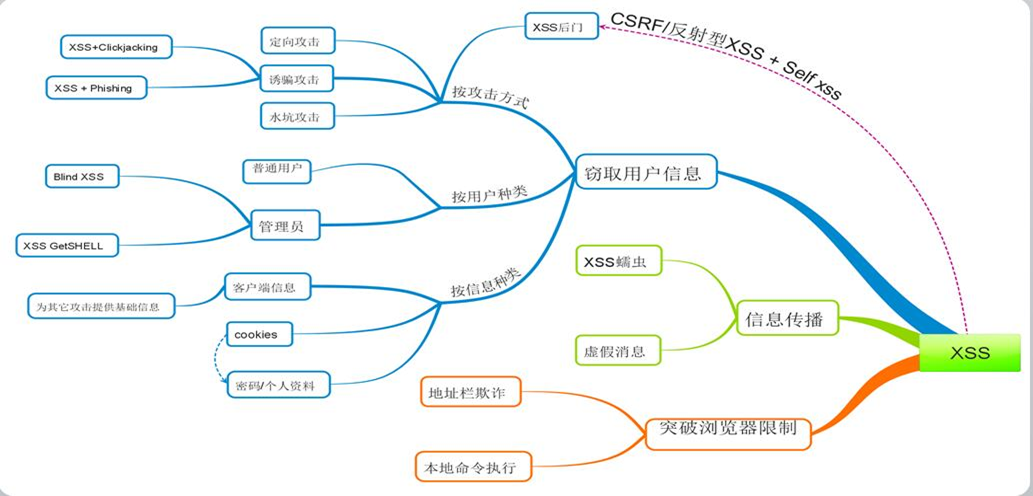 XSS后门
CSRF/反射型XSS + Self xss
定向攻击
XSS+Clickjacking
诱骗攻击
XSS + Phishing
按攻击方式
水坑攻击
普通用户
窃取用户信息
Blind XSS
按用户种类
管理员
XSS GetSHELL
XSS蠕虫
按信息种类
客户端信息
为其它攻击提供基础信息
信息传播
cookies
XSS
虚假消息
密码/个人资料
地址栏欺诈
突破浏览器限制
本地命令执行